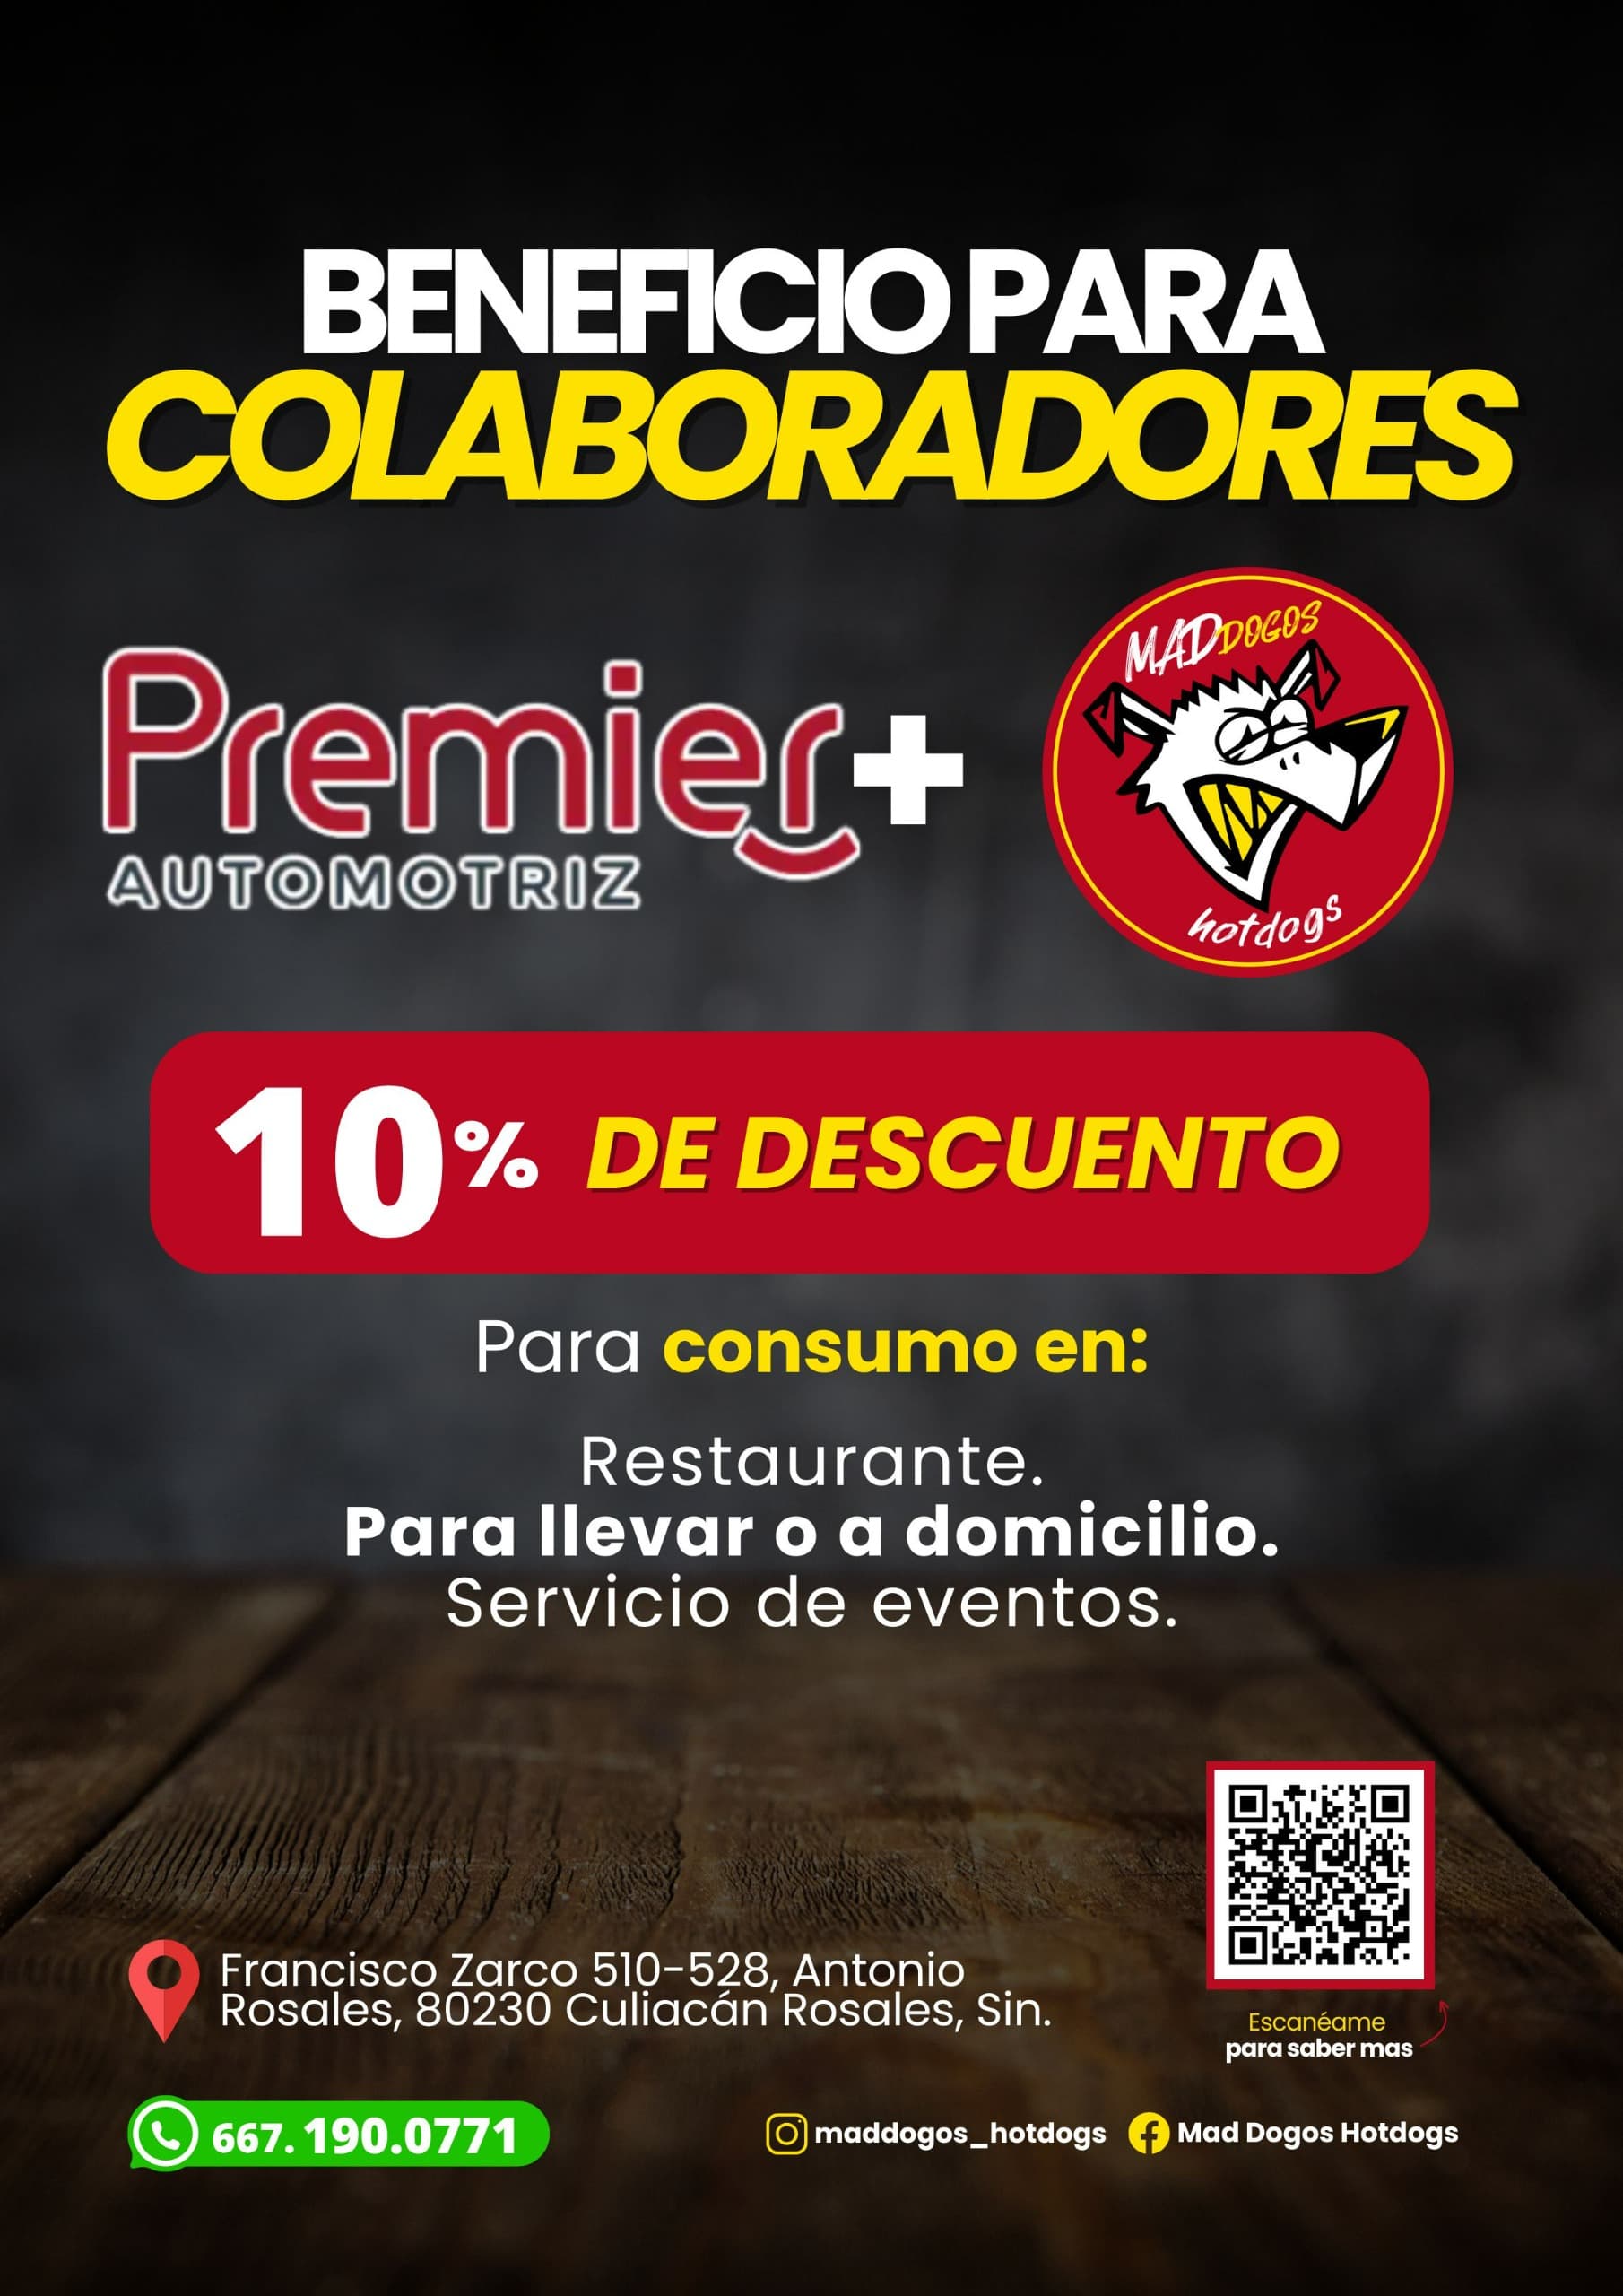 BENEFICIO PARA
COLABORADORES
Premier
AUTOMOTRIZ
+
MAD DOGOS
hotdogs
10% DE DESCUENTO
Para consumo en:
Restaurante.
Para llevar o a domicilio.
Servicio de eventos.
Francisco Zarco 510-528, Antonio
Rosales, 80230 Culiacán Rosales, Sin.
Escanéame
para saber mas
667. 190.0771
maddogos_hotdogs
Mad Dogos Hotdogs